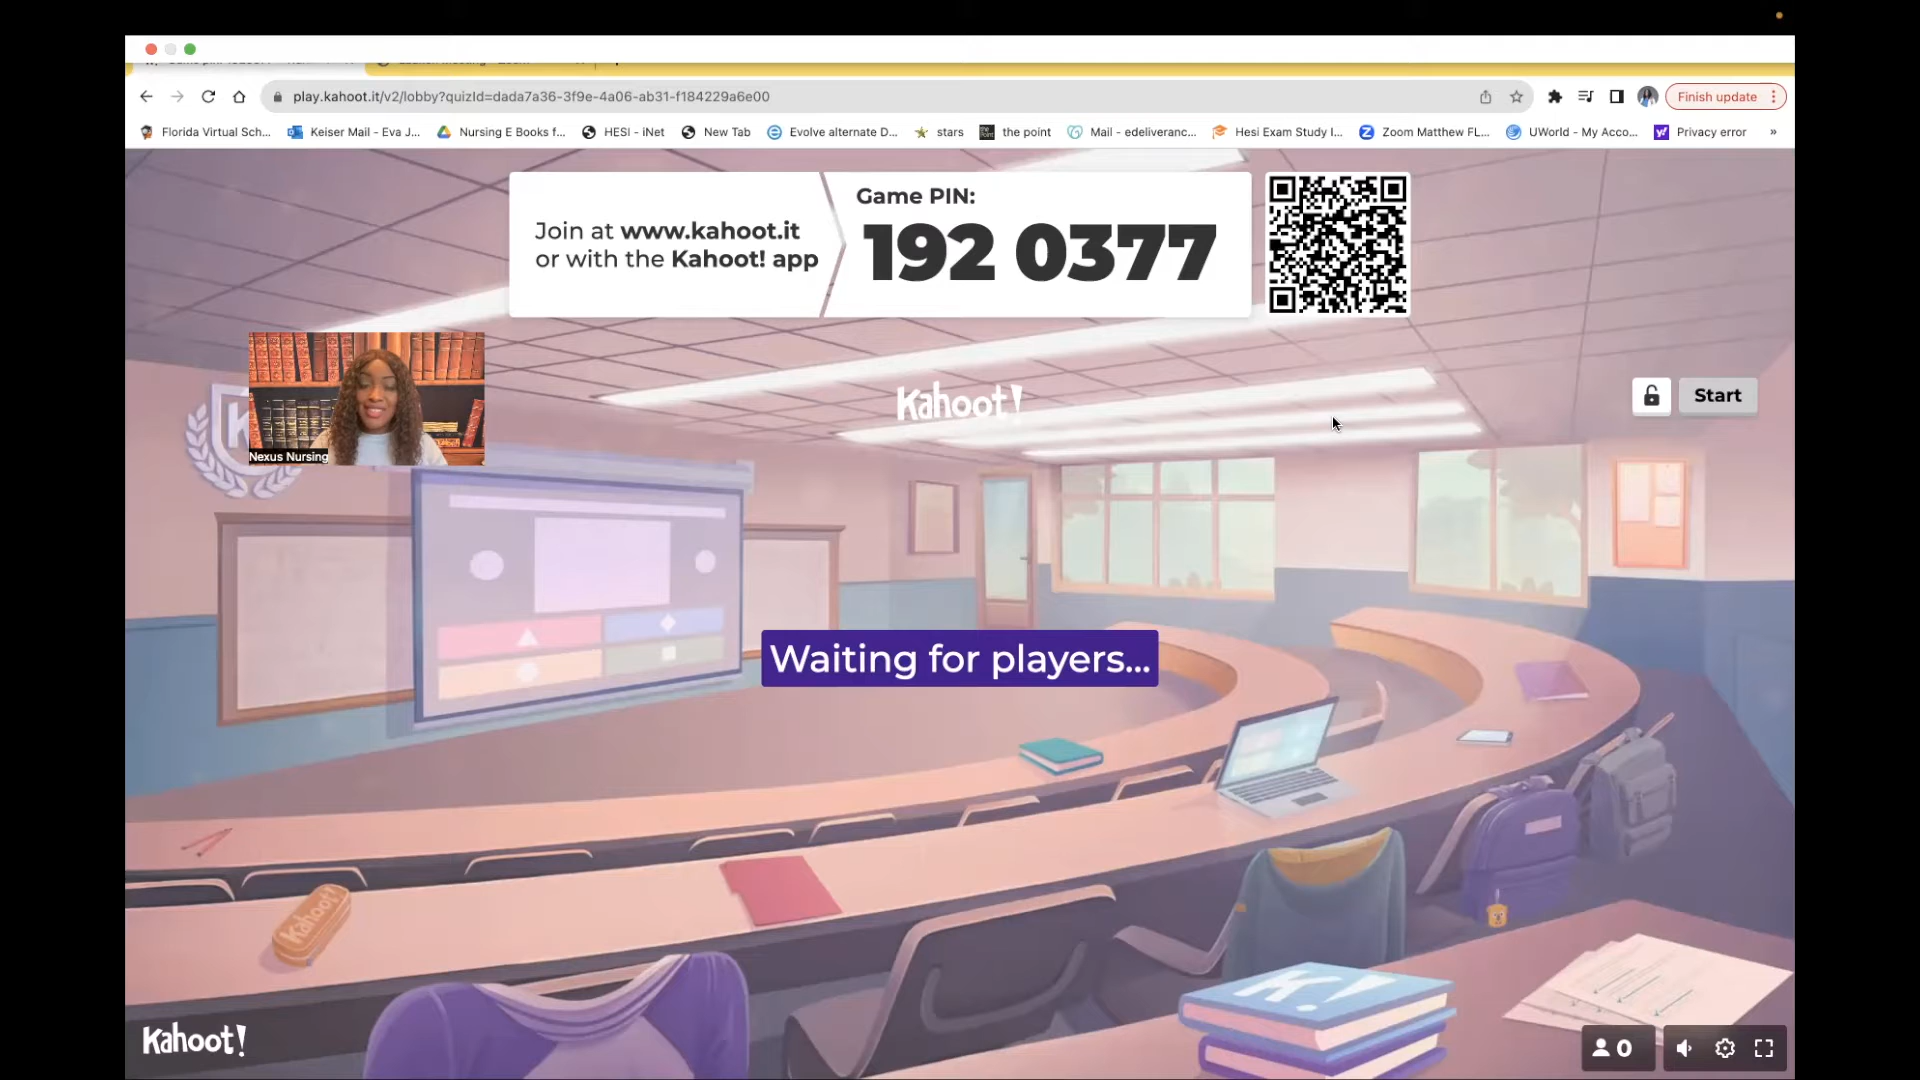 play.kahoot.it/v2/lobby?quizId=dada7a36-3f9e-4a06-ab31-f184229a6e00
Finish update
Florida Virtual Sch...
Keiser Mail - Eva J...
Nursing E Books f...
HESI - iNet
New Tab
Evolve alternate D...
stars
the point
Mail - edeliveranc...
Hesi Exam Study I...
Zoom Matthew FL...
UWorld - My Acco...
Privacy error
»
Join at www.kahoot.it
or with the Kahoot! app
Game PIN:
192 0377
Nexus Nursing
Kahoot!
Start
Waiting for players...
Kahoot!
K!
Kahoot!
0